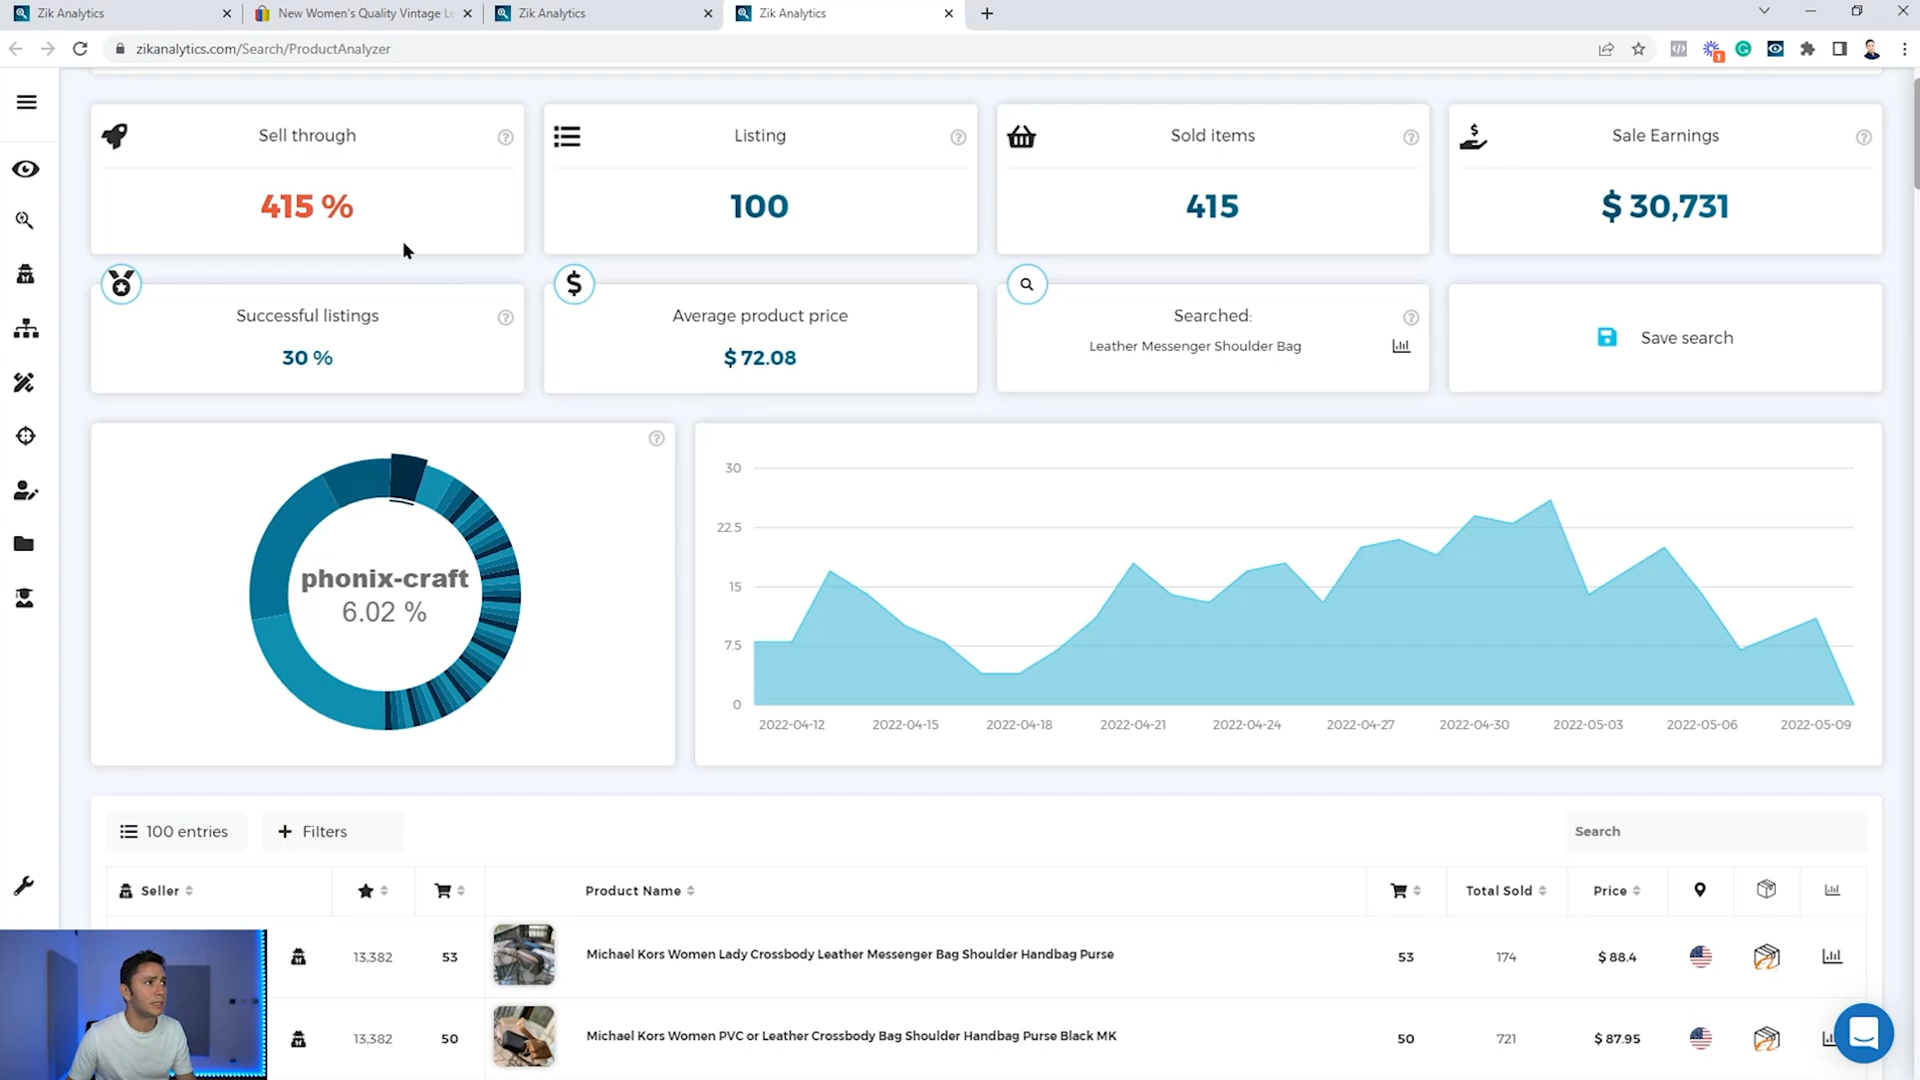 Zik Analytics
New Women's Quality Vintage Le
Zik Analytics
Zik Analytics
zikanalytics.com/Search/ProductAnalyzer
1
Sell through
415 %
Listing
100
Sold items
415
Sale Earnings
$ 30,731
Successful listings
30 %
Average product price
$ 72.08
Searched:
Leather Messenger Shoulder Bag
Save search
phonix-craft
6.02 %
30
22.5
15
7.5
0
2022-04-12 2022-04-15 2022-04-18 2022-04-21 2022-04-24 2022-04-27 2022-04-30 2022-05-03 2022-05-06 2022-05-09
100 entries
+ Filters
Search
Seller Product Name Total Sold Price
13,382 53 Michael Kors Women Lady Crossbody Leather Messenger Bag Shoulder Handbag Purse 53 174 $ 88.4
13,382 50 Michael Kors Women PVC or Leather Crossbody Bag Shoulder Handbag Purse Black MK 50 721 $ 87.95